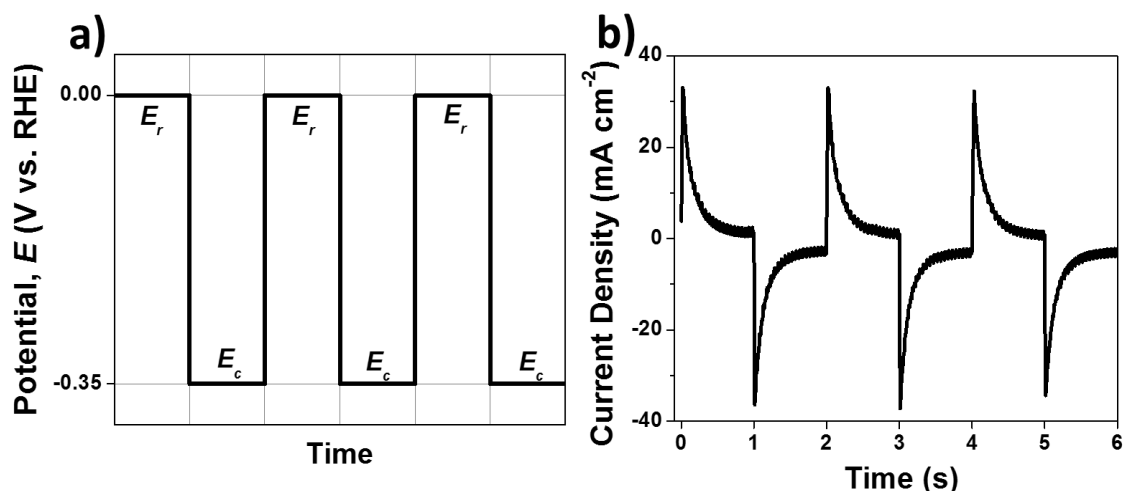 a)
Potential, E (V vs. RHE)
0.00
-0.35
E_r
E_r
E_r
E_c
E_c
E_c
Time
b)
Current Density (mA cm⁻²)
40
20
0
-20
-40
0 1 2 3 4 5 6
Time (s)